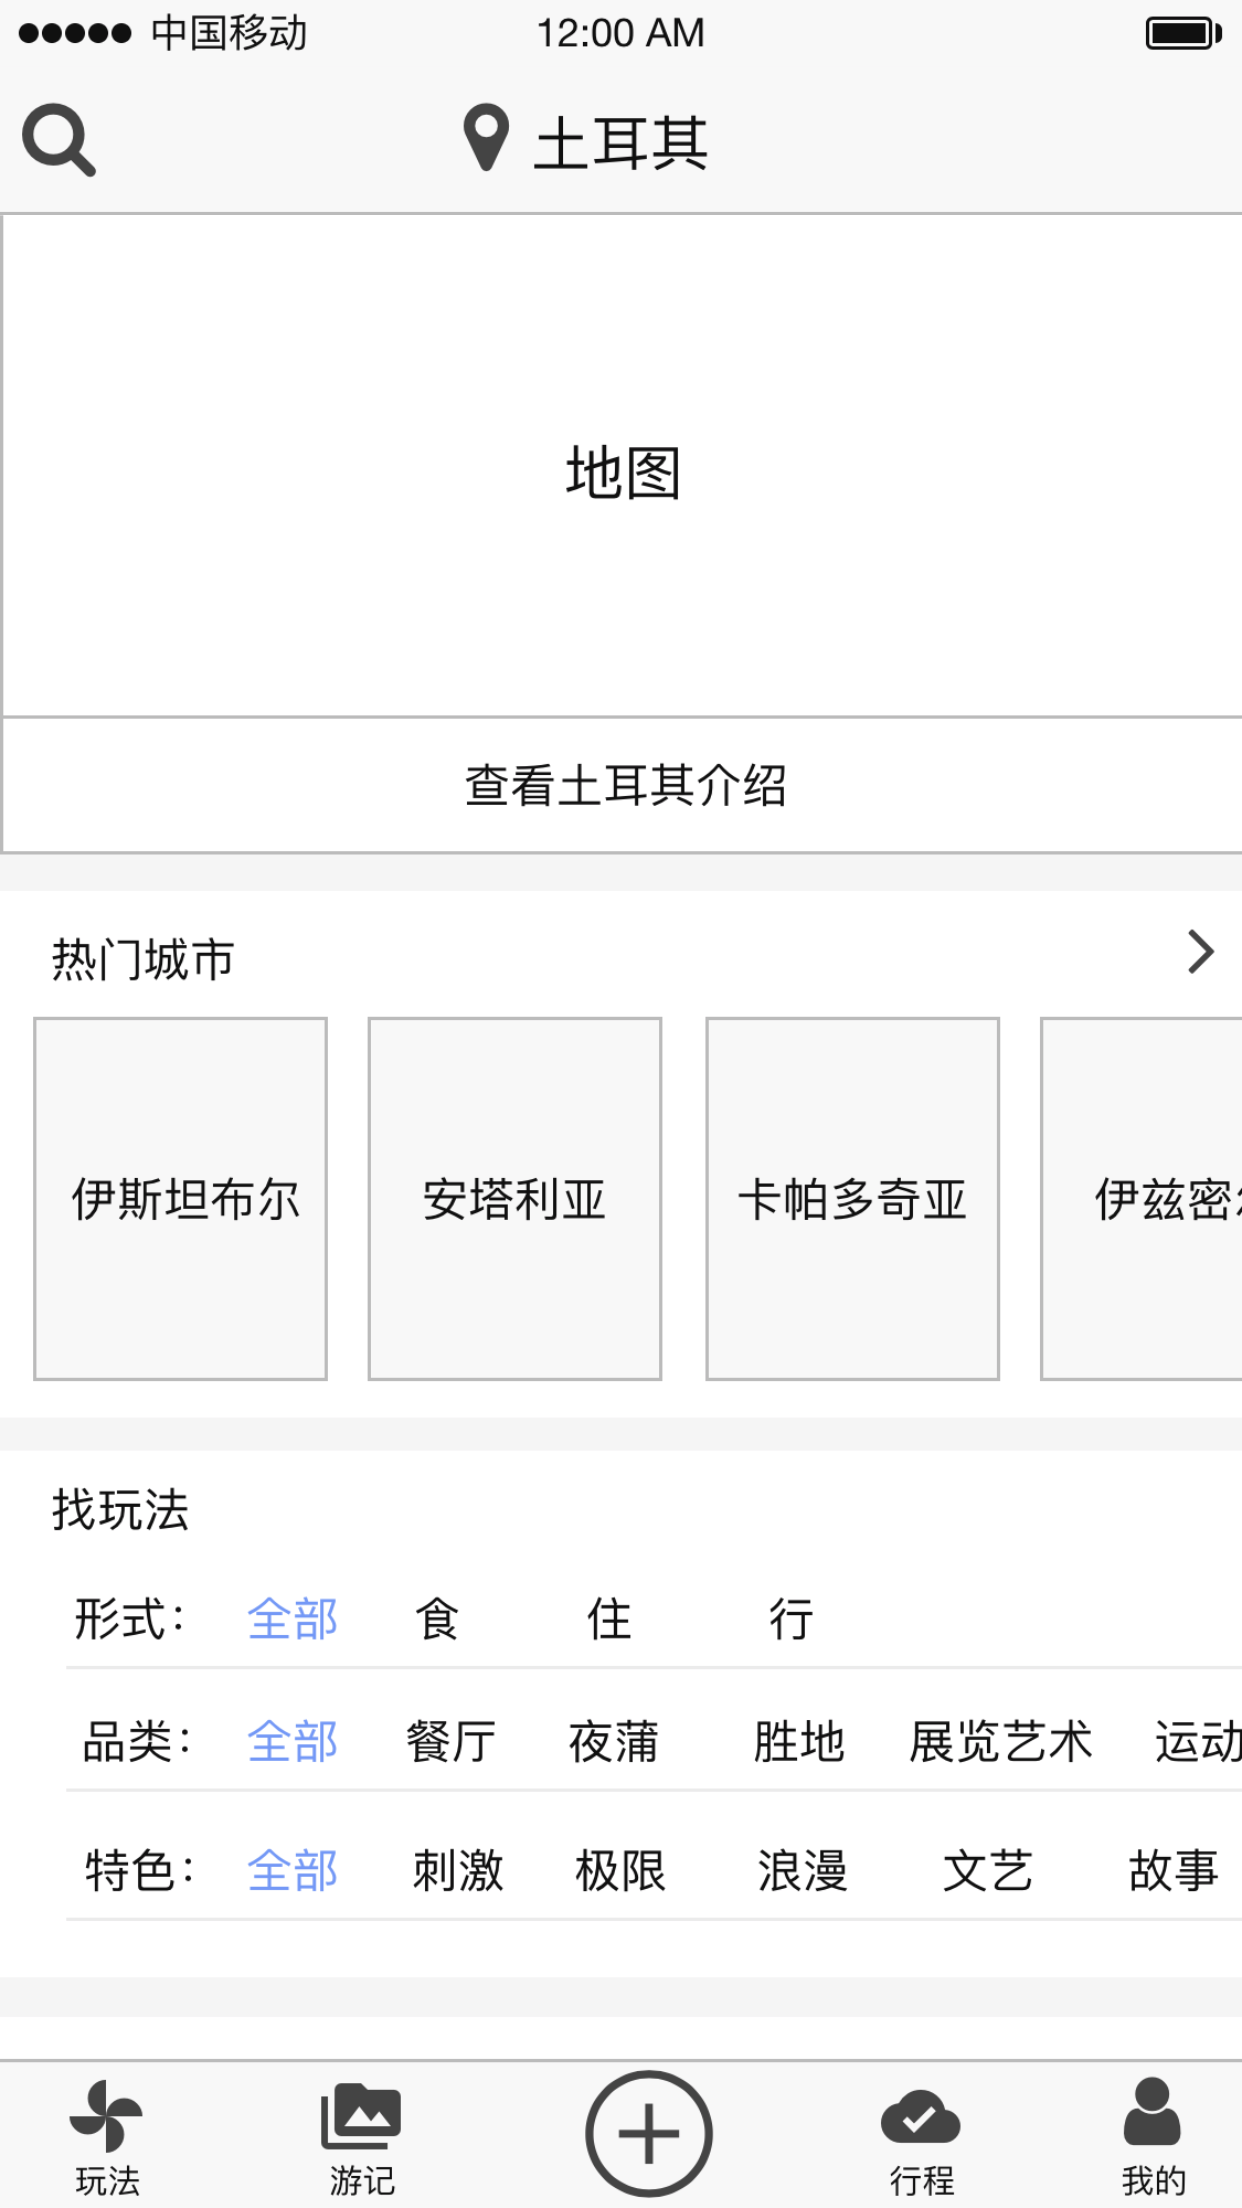 中国移动 12:00 AM
土耳其
地图
查看土耳其介绍
热门城市
伊斯坦布尔 安塔利亚 卡帕多奇亚 伊兹密
找玩法
形式： 全部 食 住 行
品类： 全部 餐厅 夜蒲 胜地 展览艺术 运动
特色： 全部 刺激 极限 浪漫 文艺 故事
玩法 游记 行程 我的